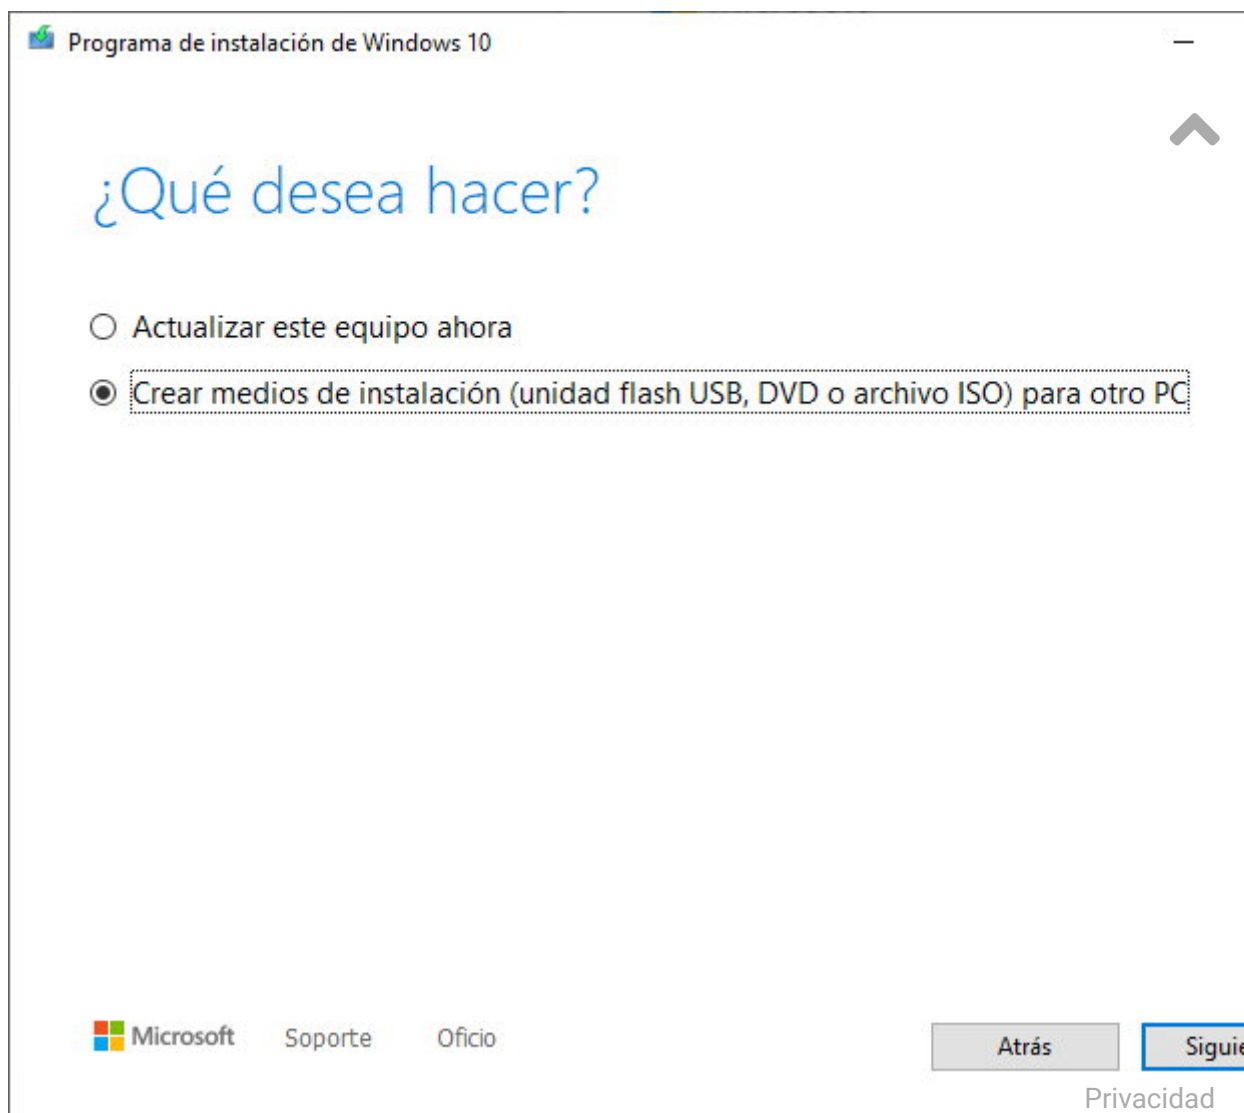 Programa de instalación de Windows 10
¿Qué desea hacer?
Actualizar este equipo ahora
Crear medios de instalación (unidad flash USB, DVD o archivo ISO) para otro PC
Microsoft Soporte Oficio
Atrás Siguie
Privacidad